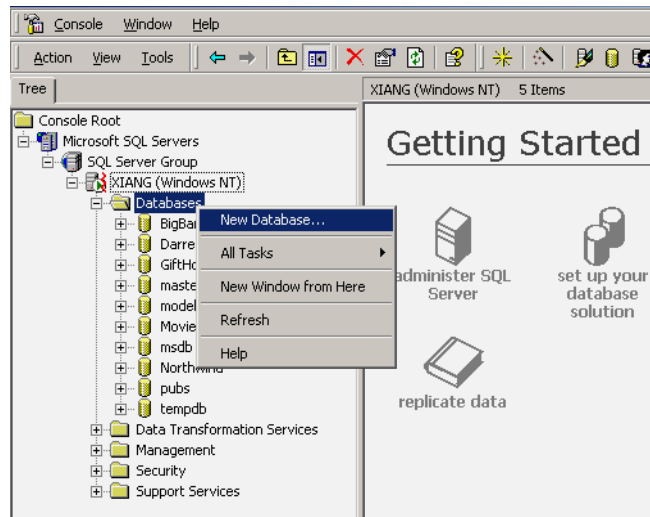 Console Window Help
Action View Tools
Tree
XIANG (Windows NT) 5 Items
Console Root
Microsoft SQL Servers
SQL Server Group
XIANG (Windows NT)
Databases
master
model
msdb
Northwind
pubs
tempdb
Data Transformation Services
Management
Security
Support Services
New Database...
All Tasks
New Window from Here
Refresh
Help
Getting Started
administer SQL
Server
set up your
database
solution
replicate data